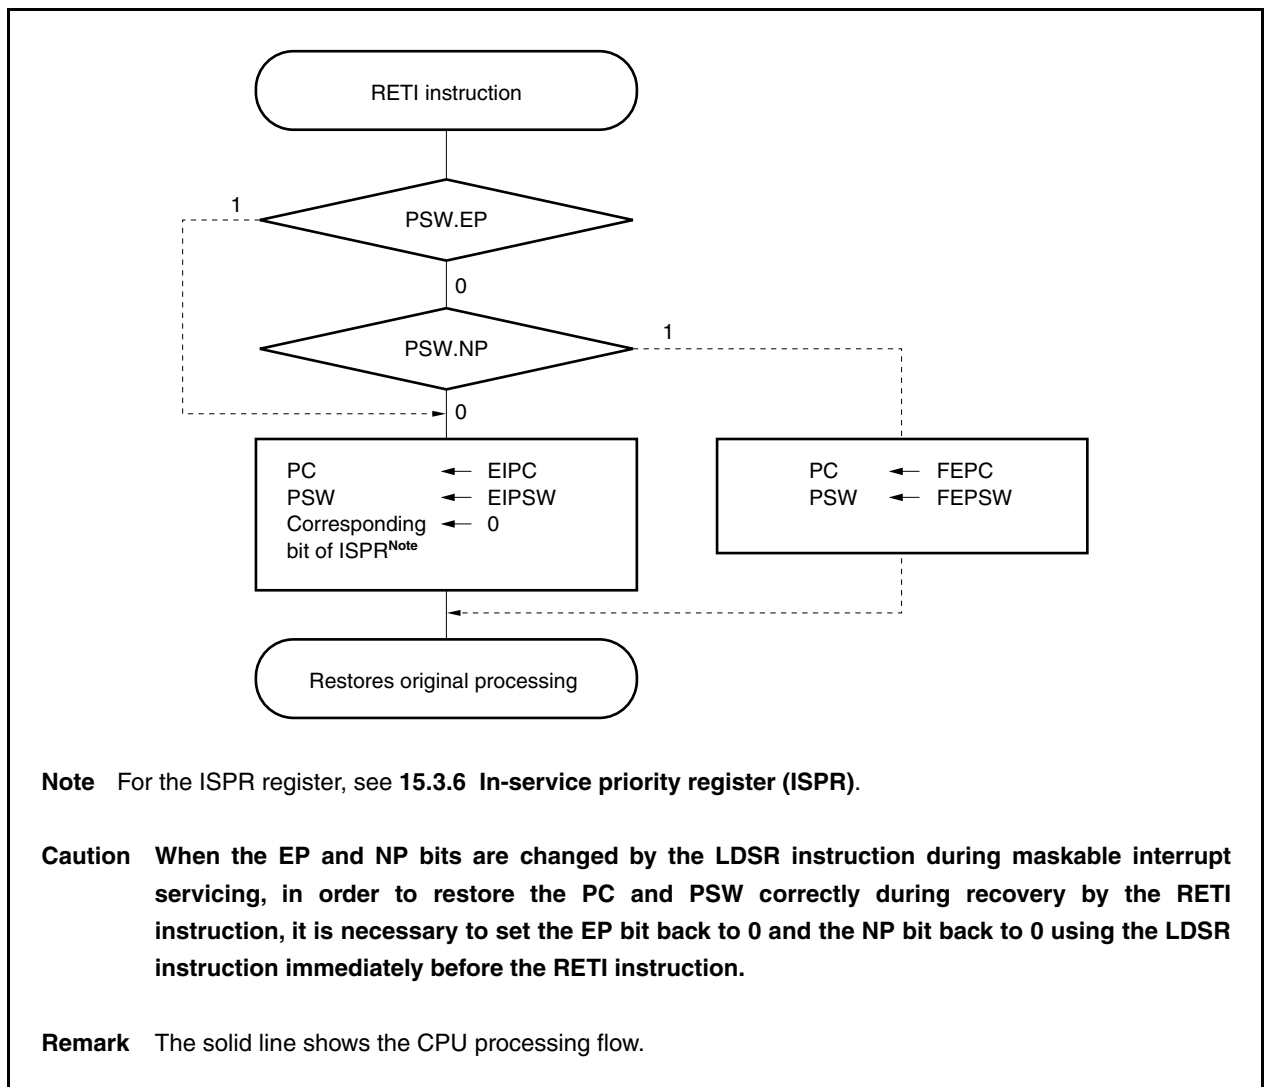 RETI instruction
PSW.EP
1
0
PSW.NP
1
0
PC ← EIPC
PSW ← EIPSW
Corresponding ← 0
bit of ISPRNote
PC ← FEPC
PSW ← FEPSW
Restores original processing
Note For the ISPR register, see 15.3.6 In-service priority register (ISPR).
Caution When the EP and NP bits are changed by the LDSR instruction during maskable interrupt
servicing, in order to restore the PC and PSW correctly during recovery by the RETI
instruction, it is necessary to set the EP bit back to 0 and the NP bit back to 0 using the LDSR
instruction immediately before the RETI instruction.
Remark The solid line shows the CPU processing flow.